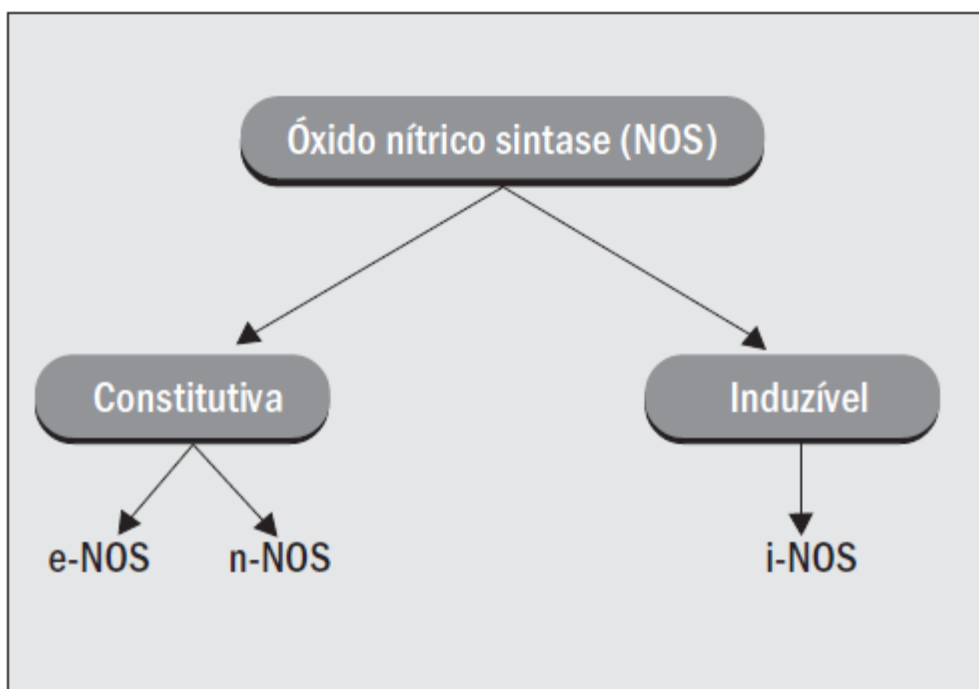 Óxido nítrico sintase (NOS)
Constitutiva
Induzível
e-NOS
n-NOS
i-NOS